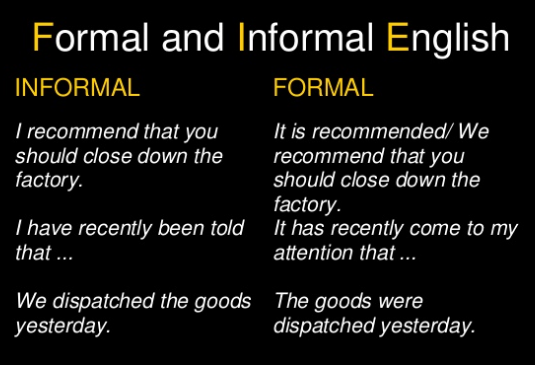 Formal and Informal English
INFORMAL
I recommend that you
should close down the
factory.
I have recently been told
that ...
We dispatched the goods
yesterday.
FORMAL
It is recommended/ We
recommend that you
should close down the
factory.
It has recently come to my
attention that ...
The goods were
dispatched yesterday.